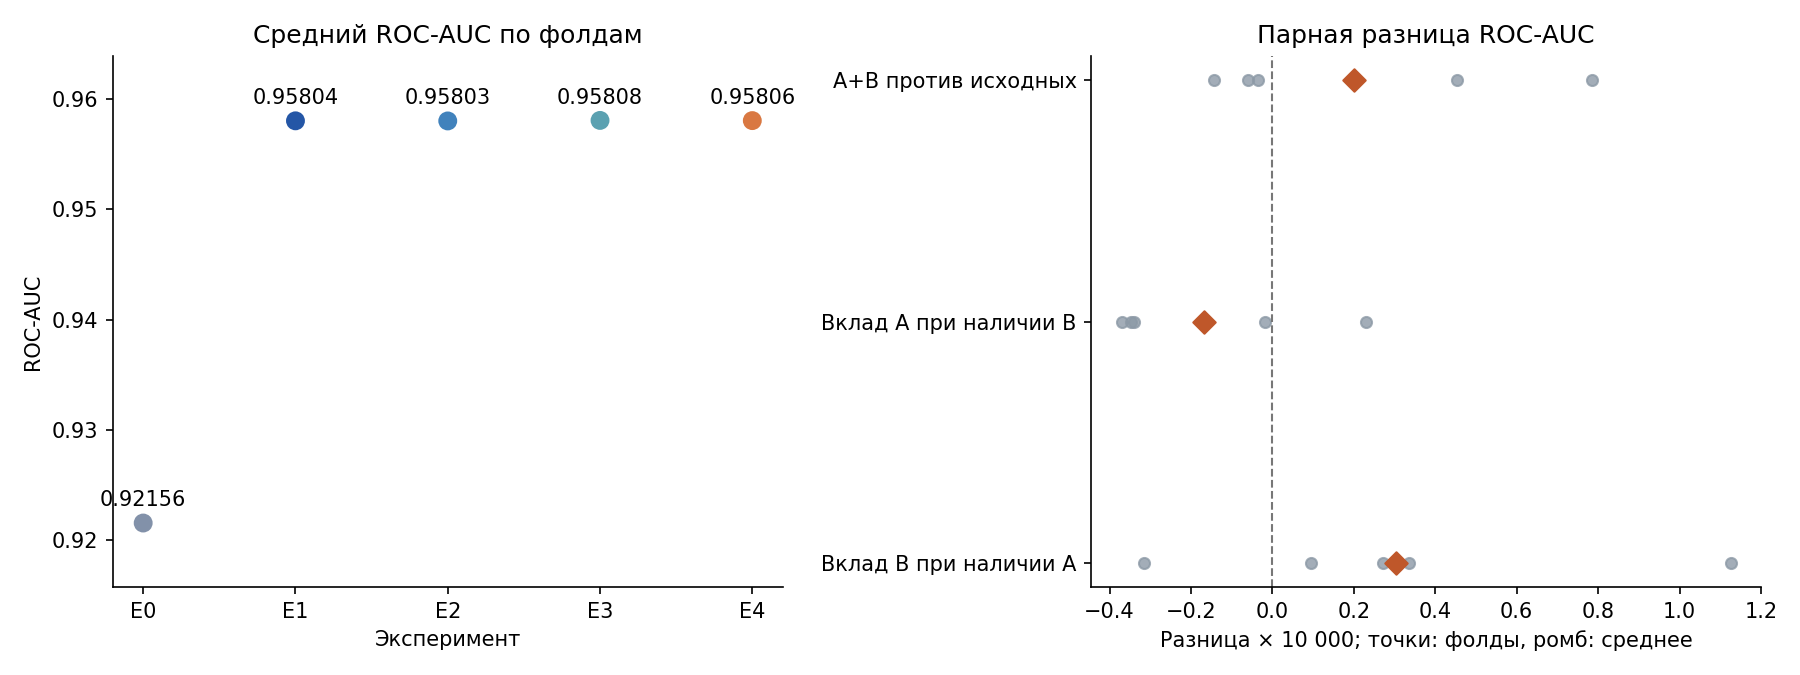 Средний ROC-AUC по фолдам
ROC-AUC
0.96
0.95
0.94
0.93
0.92
0.92156
0.95804
0.95803
0.95808
0.95806
E0
E1
E2
E3
E4
Эксперимент
Парная разница ROC-AUC
A+B против исходных
Вклад A при наличии B
Вклад B при наличии A
−0.4
−0.2
0.0
0.2
0.4
0.6
0.8
1.0
1.2
Разница × 10 000; точки: фолды, ромб: среднее